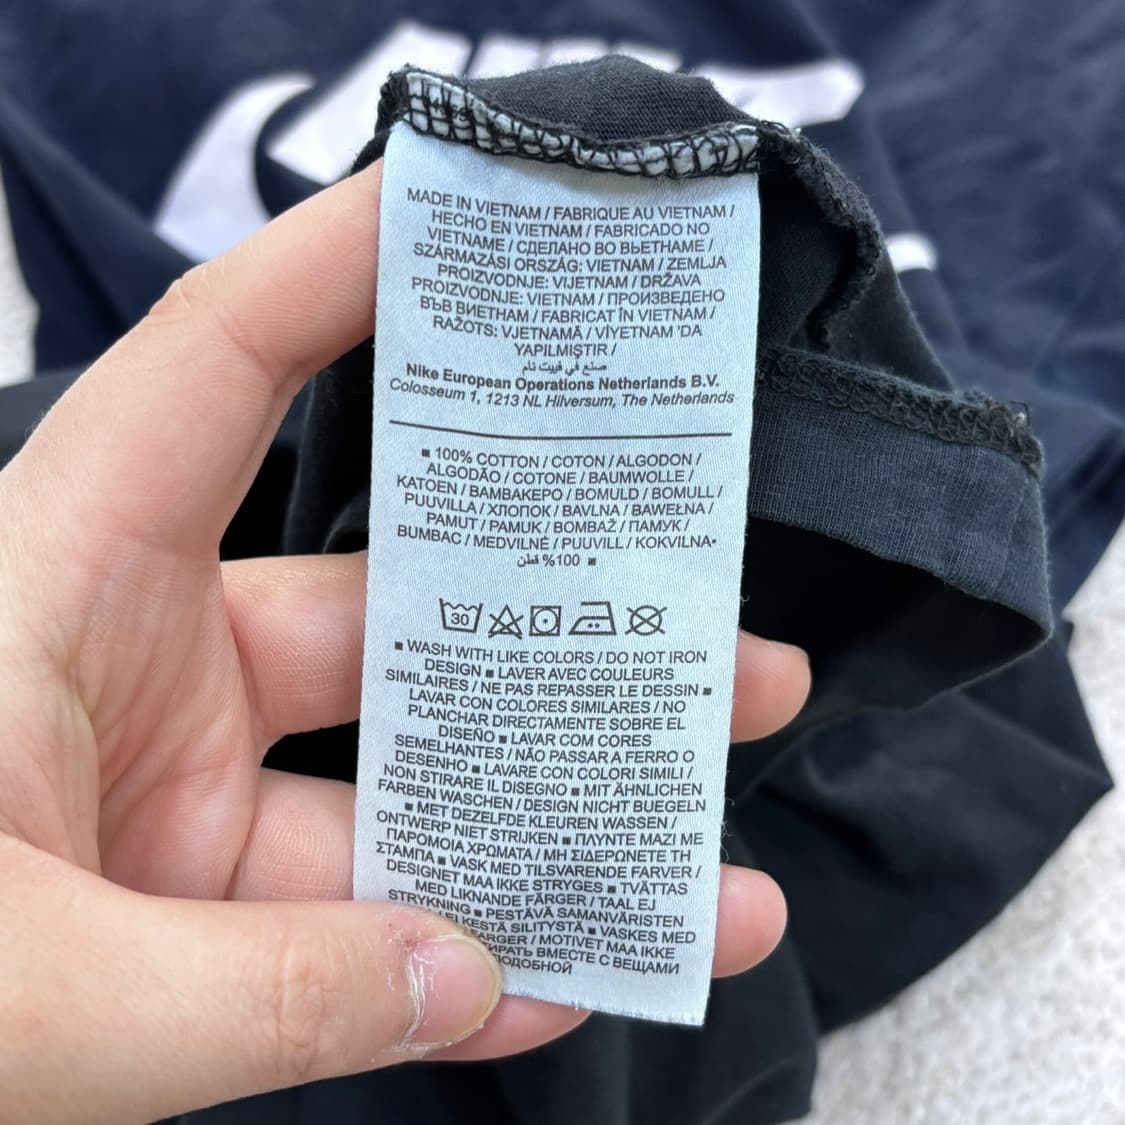 MADE IN VIETNAM / FABRIQUE AU VIETNAM /
HECHO EN VIETNAM / FABRICADO NO
VIETNAME / СДЕЛАНО ВО ВЬЕТНАМЕ /
SZÁRMAZÁSI ORSZÁG: VIETNAM / ZEMLJA
PROIZVODNJE: VIJETNAM / DRŽAVA
PROIZVODNJE: VIETNAM / ПРОИЗВЕДЕНО
ВЪВ ВИЕТНАМ / FABRICAT ÎN VIETNAM /
RAŽOTS: VJETNAMĀ / VİYETNAM 'DA
YAPILMIŞTIR /
صنع في فييت نام
Nike European Operations Netherlands B.V.
Colosseum 1, 1213 NL Hilversum, The Netherlands
■ 100% COTTON / COTON / ALGODON /
ALGODÃO / COTONE / BAUMWOLLE /
KATOEN / ΒΑΜΒΑΚΕΡΟ / BOMULD / BOMULL /
PUUVILLA / ХЛОПОК / BAVLNA / BAWEŁNA /
PAMUT / PAMUK / BOMBAŽ / ПАМУК /
BUMBAC / MEDVILNĖ / PUUVILL / KOKVILNA•
■ 100% قطن
30
■ WASH WITH LIKE COLORS / DO NOT IRON
DESIGN ■ LAVER AVEC COULEURS
SIMILAIRES / NE PAS REPASSER LE DESSIN ■
LAVAR CON COLORES SIMILARES / NO
PLANCHAR DIRECTAMENTE SOBRE EL
DISEÑO ■ LAVAR COM CORES
SEMELHANTES / NÃO PASSAR A FERRO O
DESENHO ■ LAVARE CON COLORI SIMILI /
NON STIRARE IL DISEGNO ■ MIT ÄHNLICHEN
FARBEN WASCHEN / DESIGN NICHT BUEGELN
■ MET DEZELFDE KLEUREN WASSEN /
ONTWERP NIET STRIJKEN ■ ΠΛΥΝΤΕ ΜΑΖΙ ΜΕ
ΠΑΡΟΜΟΙΑ ΧΡΩΜΑΤΑ / ΜΗ ΣΙΔΕΡΩΝΕΤΕ ΤΗ
ΣΤΑΜΠΑ ■ VASK MED TILSVARENDE FARVER /
DESIGNET MAA IKKE STRYGES ■ TVÄTTAS
MED LIKNANDE FÄRGER / TAAL EJ
STRYKNING ■ PESTÄVÄ SAMANVÄRISTEN
KESTÄ SILITYSTÄ ■ VASKES MED
/ MOTIVET MAA IKKE
ВМЕСТЕ С ВЕЩАМИ